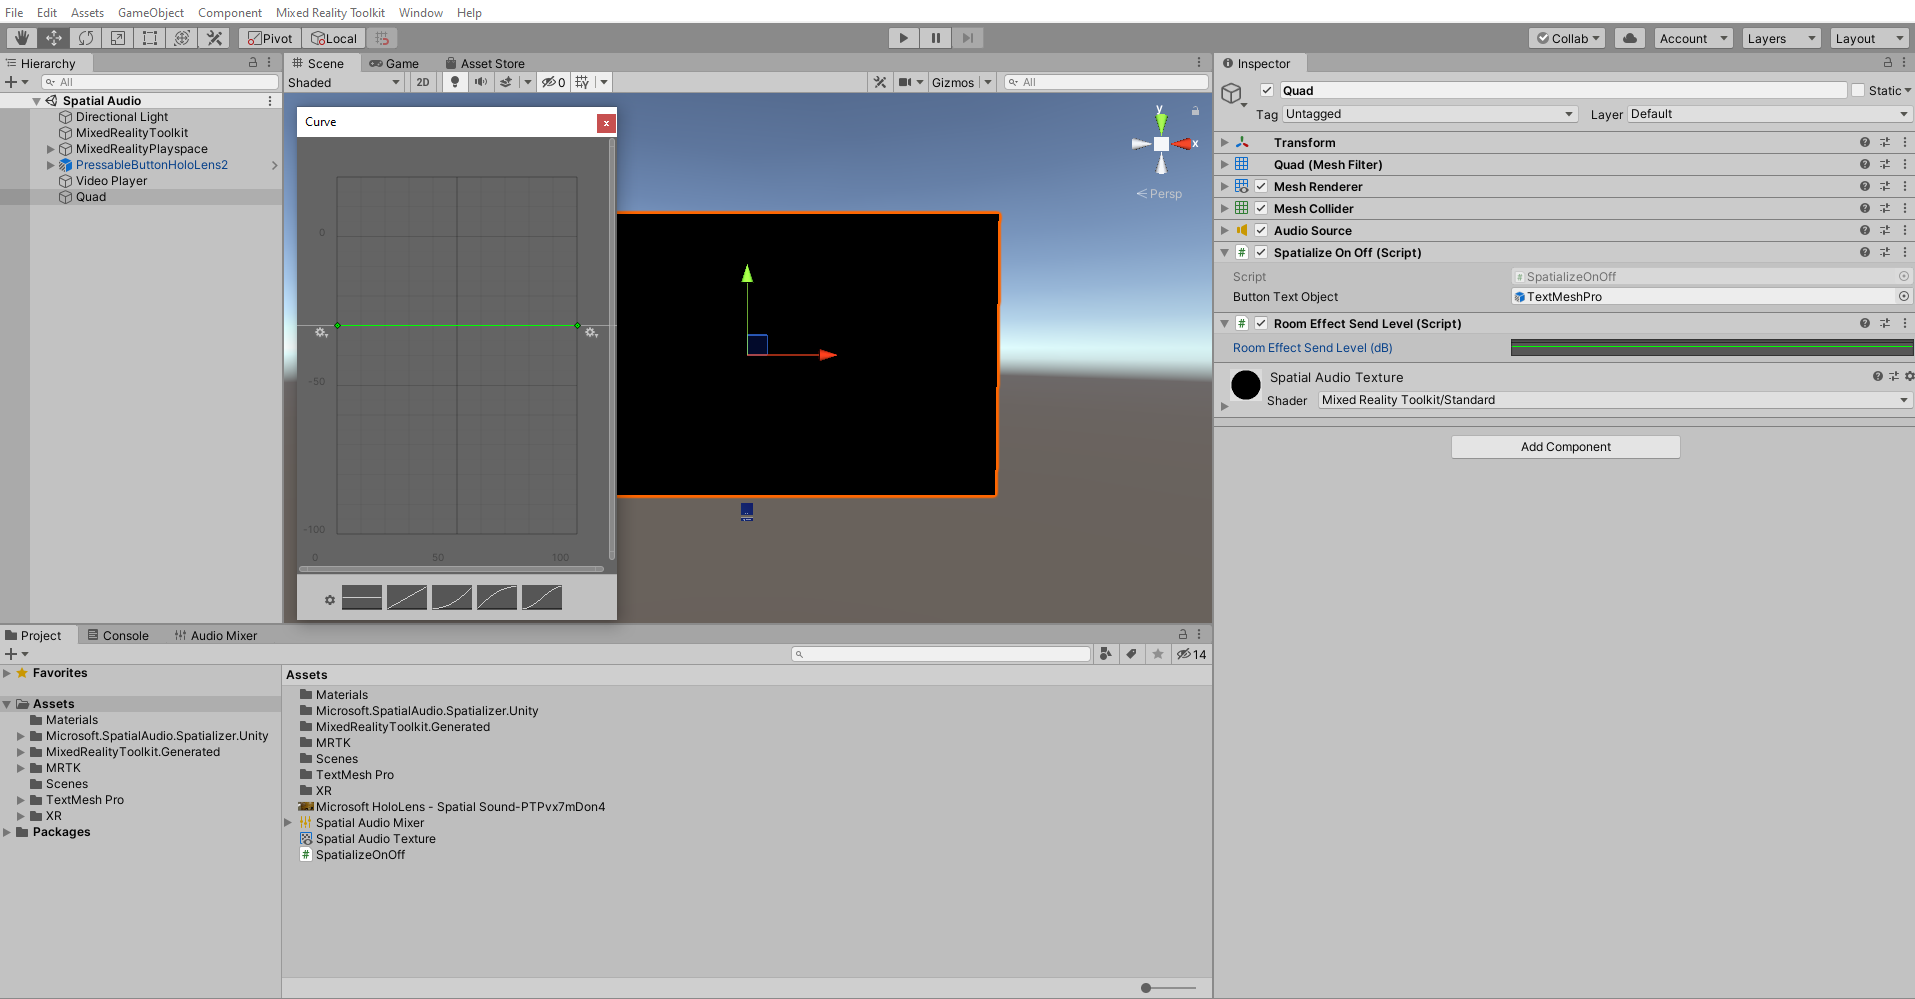 File Edit Assets GameObject Component Mixed Reality Toolkit Window Help
Pivot Local Collab Account Layers Layout
Hierarchy
All
Spatial Audio
Directional Light
MixedRealityToolkit
MixedRealityPlayspace
PressableButtonHoloLens2
Video Player
Quad
Scene Game Asset Store
Shaded 2D 0 Gizmos All
Curve
x
0
-50
-100
0 50 100
y
x
Persp
Inspector
Quad Static
Tag Untagged Layer Default
Transform
Quad (Mesh Filter)
Mesh Renderer
Mesh Collider
Audio Source
Spatialize On Off (Script)
Script SpatializeOnOff
Button Text Object TextMeshPro
Room Effect Send Level (Script)
Room Effect Send Level (dB)
Spatial Audio Texture
Shader Mixed Reality Toolkit/Standard
Add Component
Project Console Audio Mixer
14
Favorites
Assets
Materials
Microsoft.SpatialAudio.Spatializer.Unity
MixedRealityToolkit.Generated
MRTK
Scenes
TextMesh Pro
XR
Packages
Assets
Materials
Microsoft.SpatialAudio.Spatializer.Unity
MixedRealityToolkit.Generated
MRTK
Scenes
TextMesh Pro
XR
Microsoft HoloLens - Spatial Sound-PTPvx7mDon4
Spatial Audio Mixer
Spatial Audio Texture
SpatializeOnOff